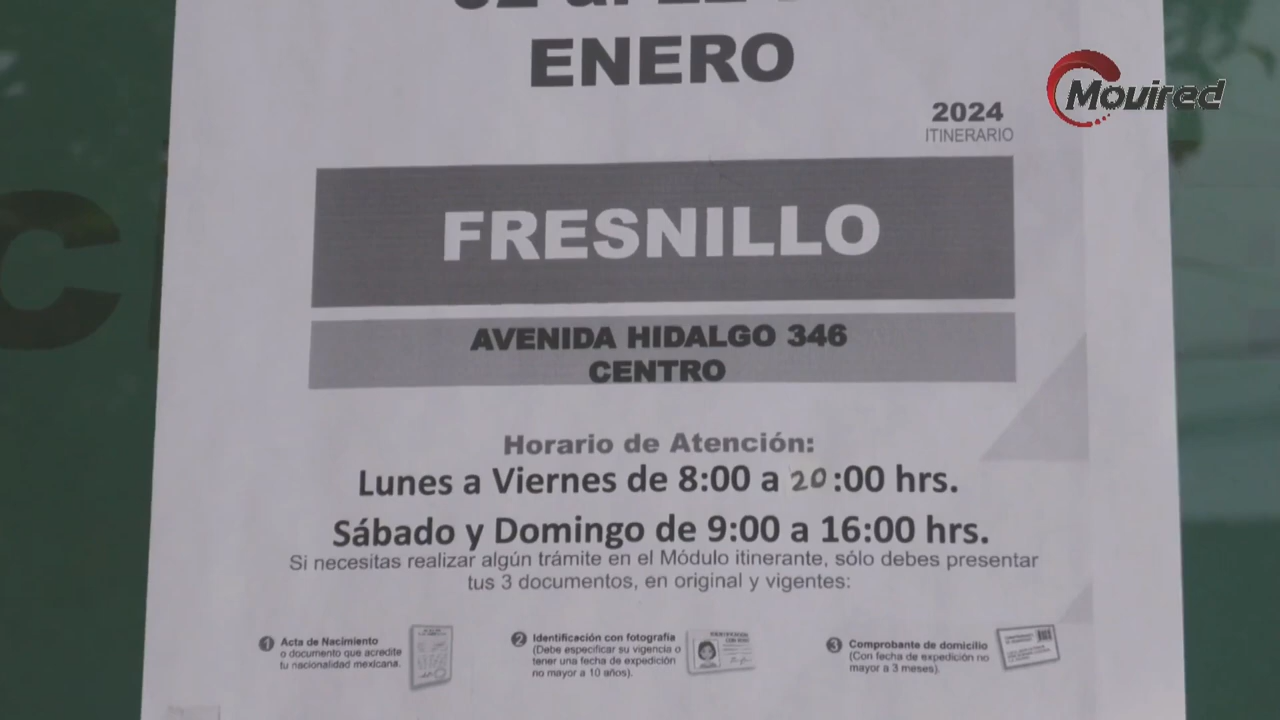 ENERO
Movired
2024
ITINERARIO
FRESNILLO
AVENIDA HIDALGO 346
CENTRO
Horario de Atención:
Lunes a Viernes de 8:00 a 20:00 hrs.
Sábado y Domingo de 9:00 a 16:00 hrs.
Si necesitas realizar algún trámite en el Módulo itinerante, sólo debes presentar
tus 3 documentos, en original y vigentes:
1 Acta de Nacimiento
o documento que acredite
tu nacionalidad mexicana.
2 Identificación con fotografía
(Debe especificar su vigencia o
tener una fecha de expedición
no mayor a 10 años).
3 Comprobante de domicilio
(Con fecha de expedición no
mayor a 3 meses).